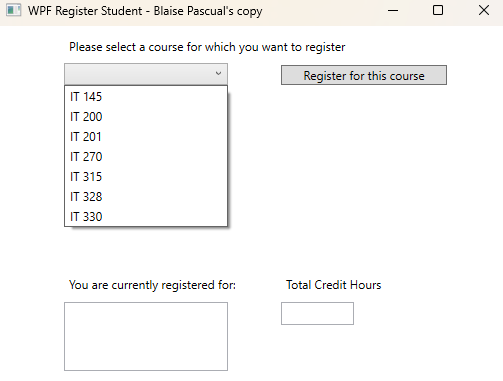 WPF Register Student - Blaise Pascual's copy
Please select a course for which you want to register
Register for this course
IT 145
IT 200
IT 201
IT 270
IT 315
IT 328
IT 330
You are currently registered for:
Total Credit Hours